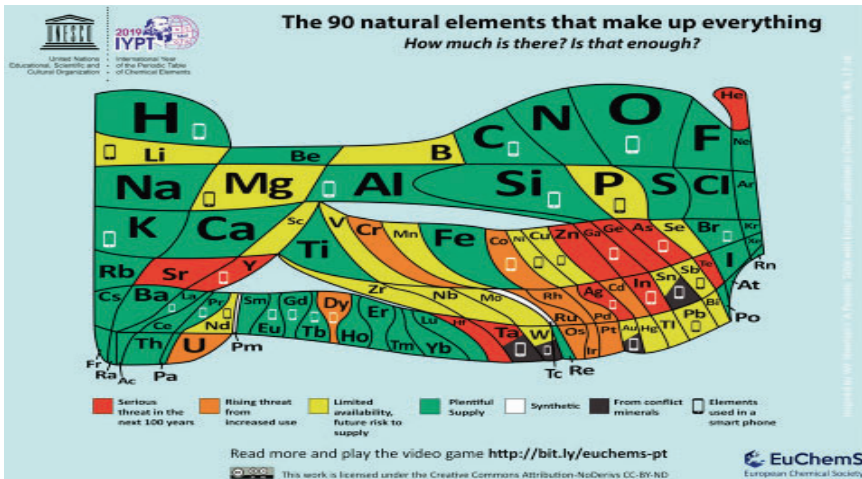 The 90 natural elements that make up everything
How much is there? Is that enough?
UNESCO
United Nations
Educational, Scientific and
Cultural Organization
2019
IYPT
International Year
of the Periodic Table
of Chemical Elements
H He
Li Be B C N O F Ne
Na Mg Al Si P S Cl Ar
K Ca Sc Ti V Cr Mn Fe Co Ni Cu Zn Ga Ge As Se Br Kr
Rb Sr Y Zr Nb Mo Tc Ru Rh Pd Ag Cd In Sn Sb Te I Xe
Cs Ba La Ce Pr Nd Pm Sm Eu Gd Tb Dy Ho Er Tm Yb Lu Hf Ta W Re Os Ir Pt Au Hg Tl Pb Bi Po At Rn
Fr Ra Ac Th Pa U
Serious
threat in the
next 100 years
Rising threat
from
increased use
Limited
availability,
future risk to
supply
Plentiful
Supply
Synthetic
From conflict
minerals
Elements
used in a
smart phone
Read more and play the video game http://bit.ly/euchems-pt
This work is licensed under the Creative Commons Attribution-NoDerivs CC-BY-ND
EuChemS
European Chemical Society